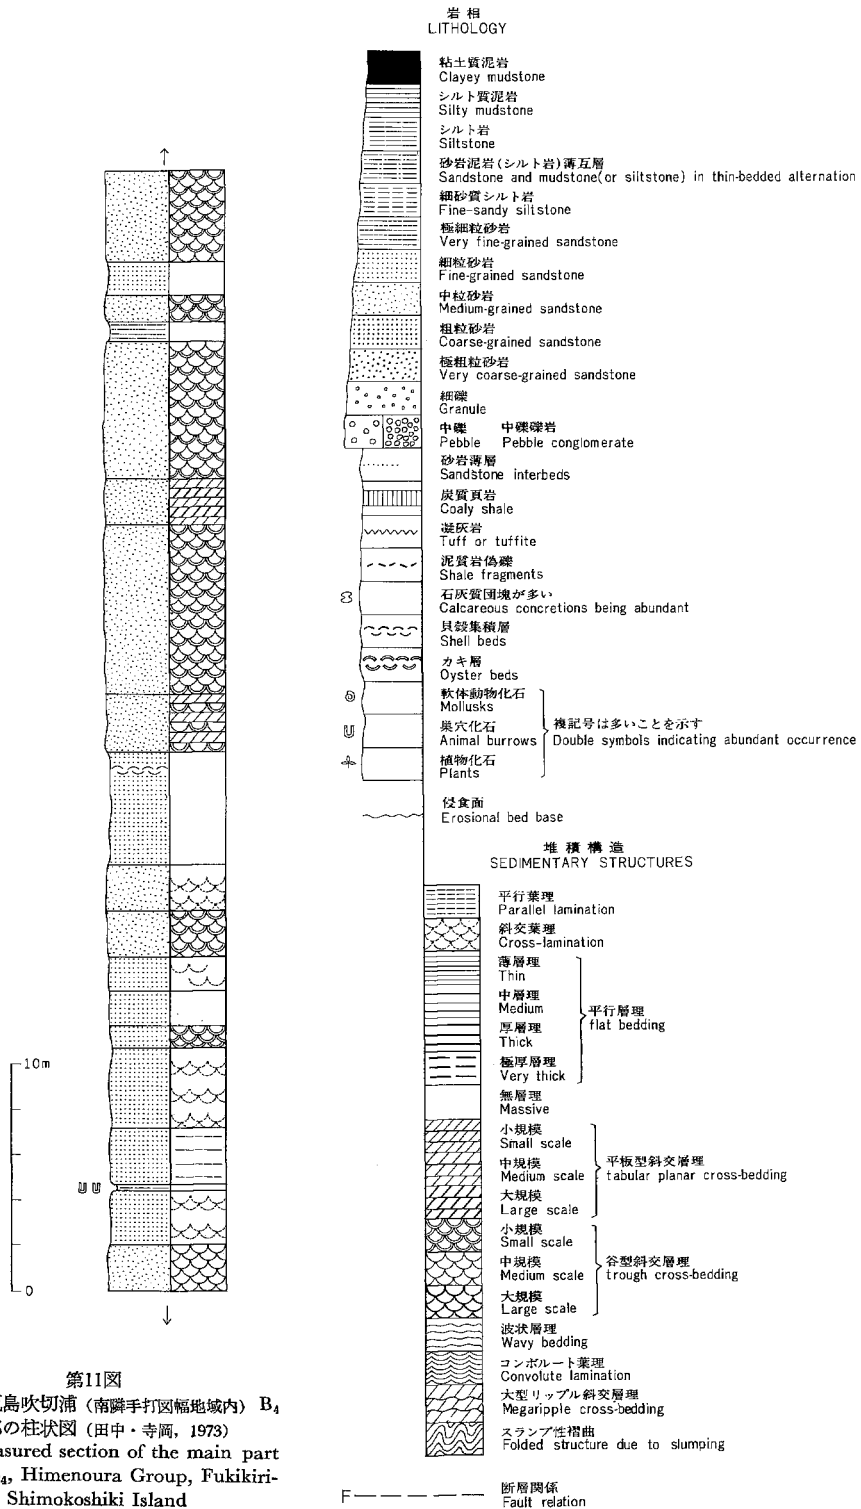 岩相
LITHOLOGY
粘土質泥岩
Clayey mudstone
シルト質泥岩
Silty mudstone
シルト岩
Siltstone
砂岩泥岩(シルト岩)薄互層
Sandstone and mudstone(or siltstone) in thin-bedded alternation
細砂質シルト岩
Fine-sandy siltstone
極細粒砂岩
Very fine-grained sandstone
細粒砂岩
Fine-grained sandstone
中粒砂岩
Medium-grained sandstone
粗粒砂岩
Coarse-grained sandstone
極粗粒砂岩
Very coarse-grained sandstone
細礫
Granule
中礫 中礫礫岩
Pebble Pebble conglomerate
砂岩薄層
Sandstone interbeds
炭質頁岩
Coaly shale
凝灰岩
Tuff or tuffite
泥質岩偽礫
Shale fragments
石灰質団塊が多い
Calcareous concretions being abundant
貝殻集積層
Shell beds
カキ層
Oyster beds
軟体動物化石
Mollusks
巣穴化石
Animal burrows
植物化石
Plants
複記号は多いことを示す
Double symbols indicating abundant occurrence
侵食面
Erosional bed base
堆積構造
SEDIMENTARY STRUCTURES
平行葉理
Parallel lamination
斜交葉理
Cross-lamination
薄層理
Thin
中層理
Medium
厚層理
Thick
極厚層理
Very thick
平行層理
flat bedding
無層理
Massive
小規模
Small scale
中規模
Medium scale
大規模
Large scale
平板型斜交層理
tabular planar cross-bedding
小規模
Small scale
中規模
Medium scale
大規模
Large scale
谷型斜交層理
trough cross-bedding
波状層理
Wavy bedding
コンボルート葉理
Convolute lamination
大型リップル斜交層理
Megaripple cross-bedding
スランプ性褶曲
Folded structure due to slumping
F
断層関係
Fault relation
10m
0
第11図
島吹切浦(南隣手打図幅地域内) B₄
の柱状図(田中・寺岡, 1973)
asured section of the main part
₄, Himenoura Group, Fukikiri-
Shimokoshiki Island